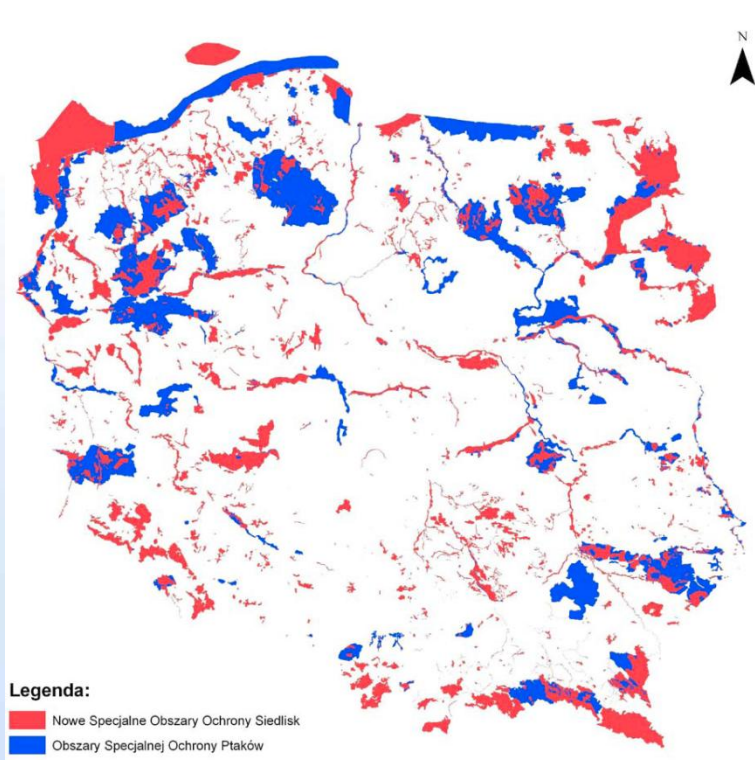 N
Legenda:
Nowe Specjalne Obszary Ochrony Siedlisk
Obszary Specjalnej Ochrony Ptaków